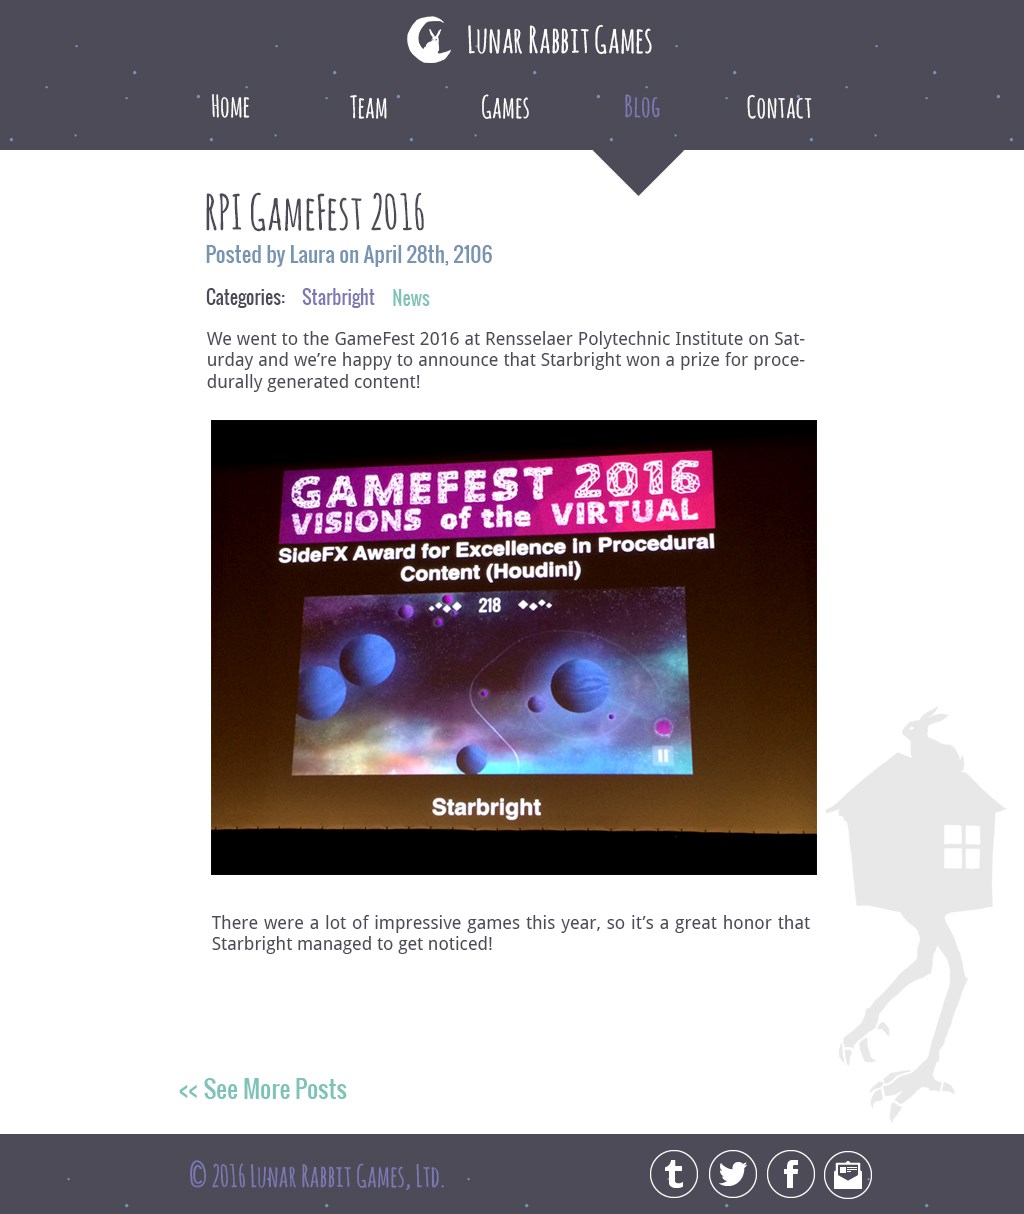 Lunar Rabbit Games
Home Team Games Blog Contact
RPI GameFest 2016
Posted by Laura on April 28th, 2106
Categories: Starbright News
We went to the GameFest 2016 at Rensselaer Polytechnic Institute on Sat-
urday and we’re happy to announce that Starbright won a prize for proce-
durally generated content!
GAMEFEST 2016
VISIONS of the VIRTUAL
SideFX Award for Excellence in Procedural
Content (Houdini)
218
Starbright
There were a lot of impressive games this year, so it’s a great honor that
Starbright managed to get noticed!
<< See More Posts
© 2016 Lunar Rabbit Games, Ltd.